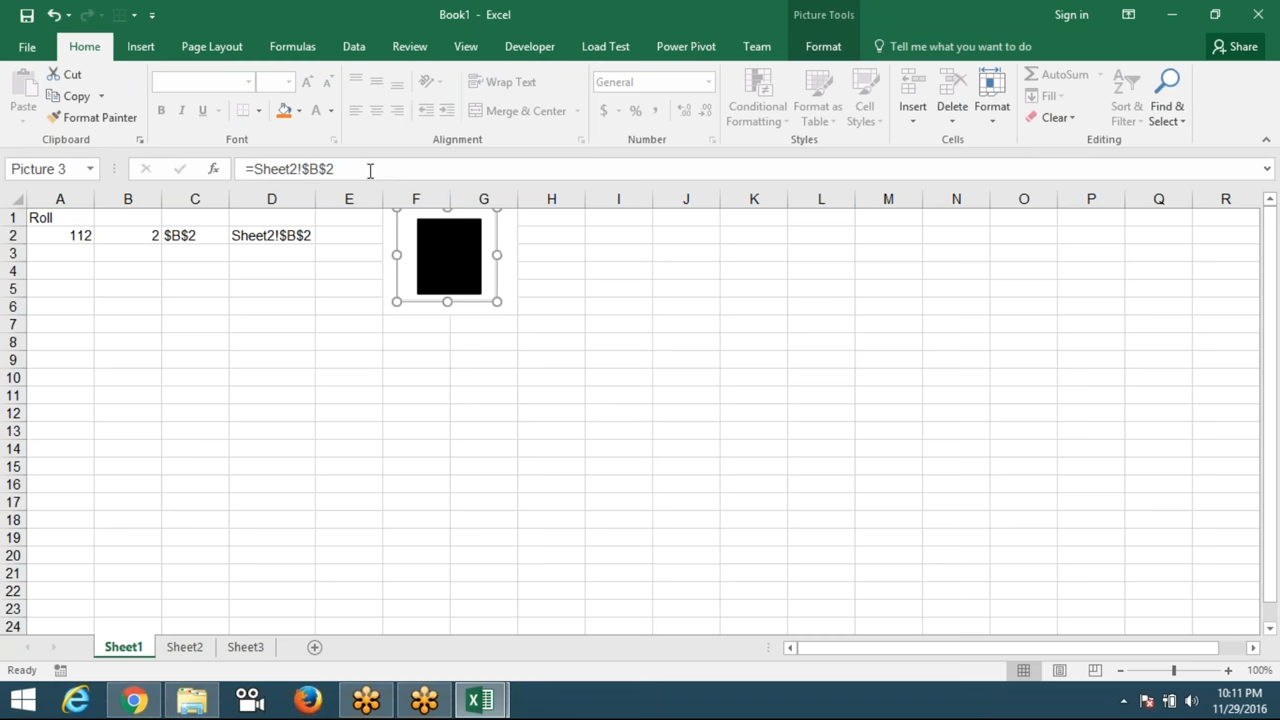 Book1 - Excel
Picture Tools
Sign in
File
Home
Insert
Page Layout
Formulas
Data
Review
View
Developer
Load Test
Power Pivot
Team
Format
Tell me what you want to do
Share
Paste
Cut
Copy
Format Painter
Clipboard
B I U
A
Font
Wrap Text
Merge & Center
Alignment
General
$ % ,
Number
Conditional Formatting
Format as Table
Cell Styles
Styles
Insert
Delete
Format
Cells
AutoSum
Fill
Clear
Sort & Filter
Find & Select
Editing
Picture 3
fx
=Sheet2!$B$2
A B C D E F G H I J K L M N O P Q R
1 Roll
2 112 2 $B$2 Sheet2!$B$2
3
4
5
6
7
8
9
10
11
12
13
14
15
16
17
18
19
20
21
22
23
24
Sheet1
Sheet2
Sheet3
Ready
100%
10:11 PM
11/29/2016